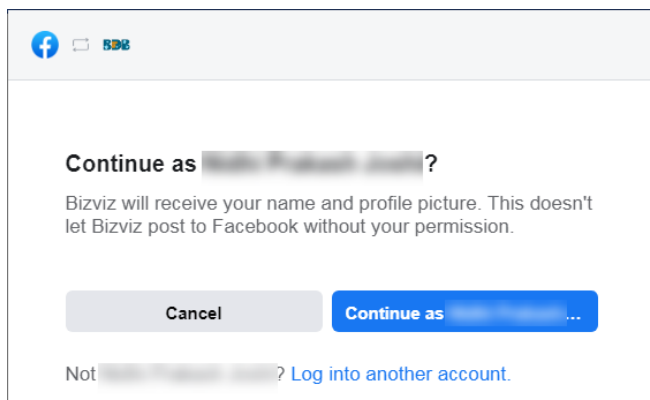 BDB
Continue as ?
Bizviz will receive your name and profile picture. This doesn't
let Bizviz post to Facebook without your permission.
Cancel
Continue as ...
Not ? Log into another account.